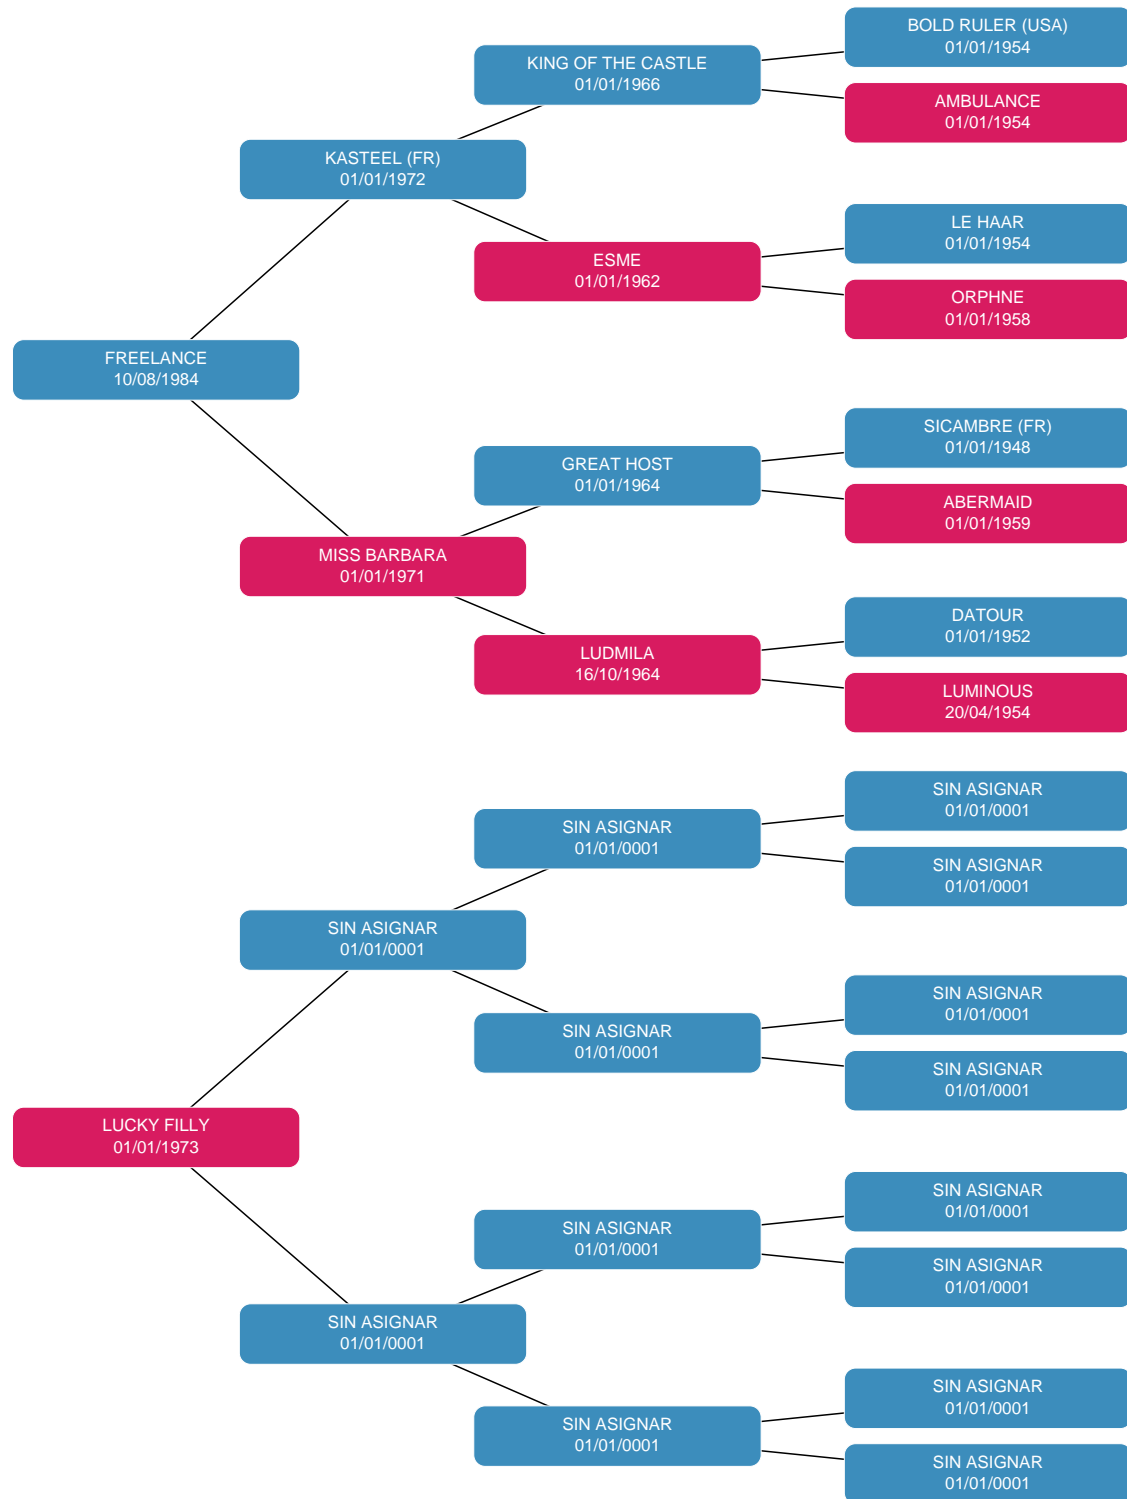 BOLD RULER (USA)
01/01/1954
KING OF THE CASTLE
01/01/1966
AMBULANCE
01/01/1954
KASTEEL (FR)
01/01/1972
LE HAAR
01/01/1954
ESME
01/01/1962
ORPHNE
01/01/1958
FREELANCE
10/08/1984
SICAMBRE (FR)
01/01/1948
GREAT HOST
01/01/1964
ABERMAID
01/01/1959
MISS BARBARA
01/01/1971
DATOUR
01/01/1952
LUDMILA
16/10/1964
LUMINOUS
20/04/1954
SIN ASIGNAR
01/01/0001
SIN ASIGNAR
01/01/0001
SIN ASIGNAR
01/01/0001
SIN ASIGNAR
01/01/0001
SIN ASIGNAR
01/01/0001
SIN ASIGNAR
01/01/0001
SIN ASIGNAR
01/01/0001
LUCKY FILLY
01/01/1973
SIN ASIGNAR
01/01/0001
SIN ASIGNAR
01/01/0001
SIN ASIGNAR
01/01/0001
SIN ASIGNAR
01/01/0001
SIN ASIGNAR
01/01/0001
SIN ASIGNAR
01/01/0001
SIN ASIGNAR
01/01/0001